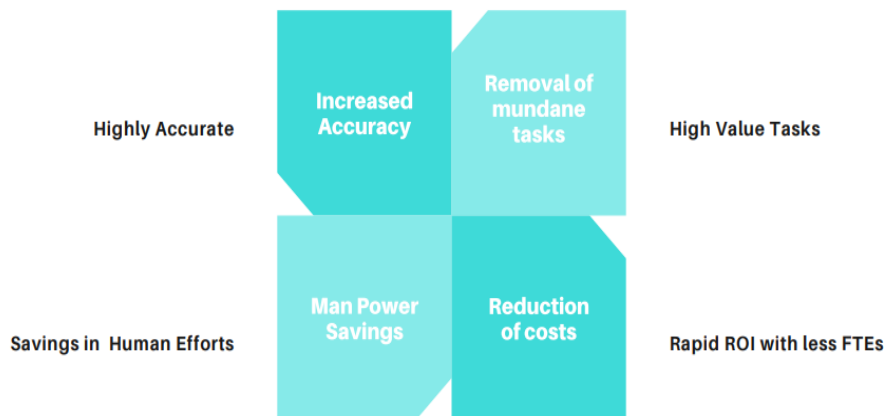 Increased
Accuracy
Removal of
mundane
tasks
Highly Accurate
High Value Tasks
Man Power
Savings
Reduction
of costs
Savings in Human Efforts
Rapid ROI with less FTEs